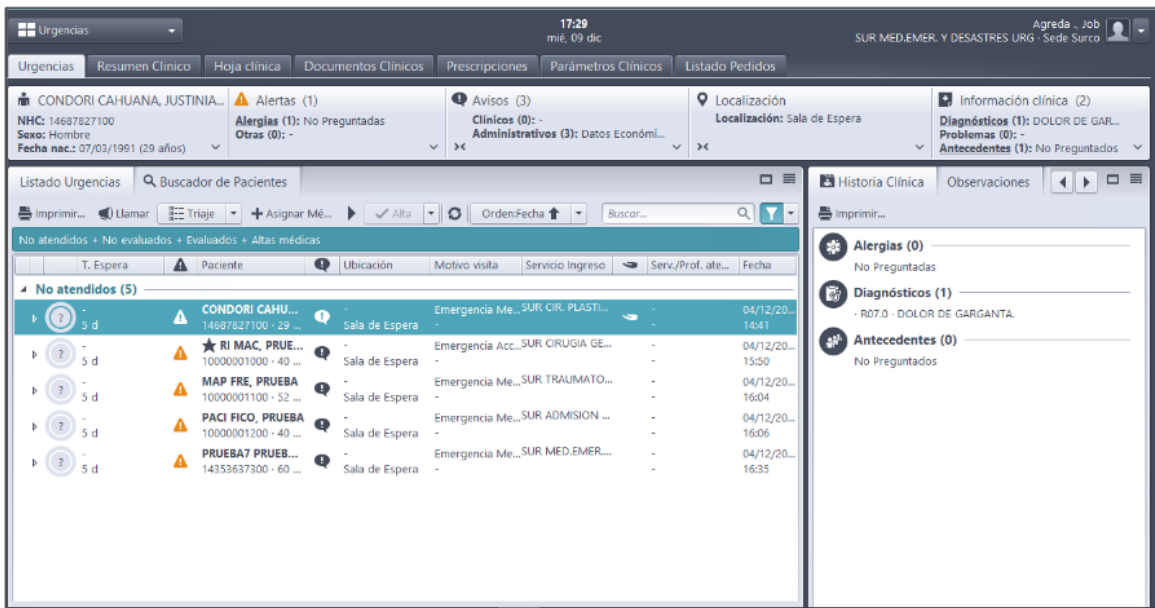 Urgencias
17:29
mié, 09 dic
Agreda ., Job
SUR MED.EMER. Y DESASTRES URG - Sede Surco
Urgencias Resumen Clinico Hoja clínica Documentos Clínicos Prescripciones Parámetros Clínicos Listado Pedidos
CONDORI CAHUANA, JUSTINIA...
NHC: 14687827100
Sexo: Hombre
Fecha nac.: 07/03/1991 (29 años)
Alertas (1)
Alergias (1): No Preguntadas
Otras (0): -
Avisos (3)
Clínicos (0): -
Administrativos (3): Datos Económi...
Localización
Localización: Sala de Espera
Información clínica (2)
Diagnósticos (1): DOLOR DE GAR...
Problemas (0): -
Antecedentes (1): No Preguntados
Listado Urgencias Buscador de Pacientes
Imprimir... Llamar Triaje Asignar Mé... Alta Orden:Fecha Buscar...
No atendidos + No evaluados + Evaluados + Altas médicas
T. Espera Paciente Ubicación Motivo visita Servicio Ingreso Serv./Prof. ate... Fecha
No atendidos (5)
? - CONDORI CAHU... - Emergencia Me... SUR CIR. PLASTI... - 04/12/20...
5 d 14687827100 · 29 ... Sala de Espera - - 14:41
? - RI MAC, PRUE... - Emergencia Acc... SUR CIRUGIA GE... - 04/12/20...
5 d 10000001000 · 40 ... Sala de Espera - - 15:50
? - MAP FRE, PRUEBA - Emergencia Me... SUR TRAUMATO... - 04/12/20...
5 d 10000001100 · 52 ... Sala de Espera - - 16:04
? - PACI FICO, PRUEBA - Emergencia Me... SUR ADMISION ... - 04/12/20...
5 d 10000001200 · 40 ... Sala de Espera - - 16:06
? - PRUEBA7 PRUEB... - Emergencia Me... SUR MED.EMER.... - 04/12/20...
5 d 14353637300 · 60 ... Sala de Espera - - 16:35
Historia Clínica Observaciones
Imprimir...
Alergias (0)
No Preguntadas
Diagnósticos (1)
· R07.0 · DOLOR DE GARGANTA.
Antecedentes (0)
No Preguntados